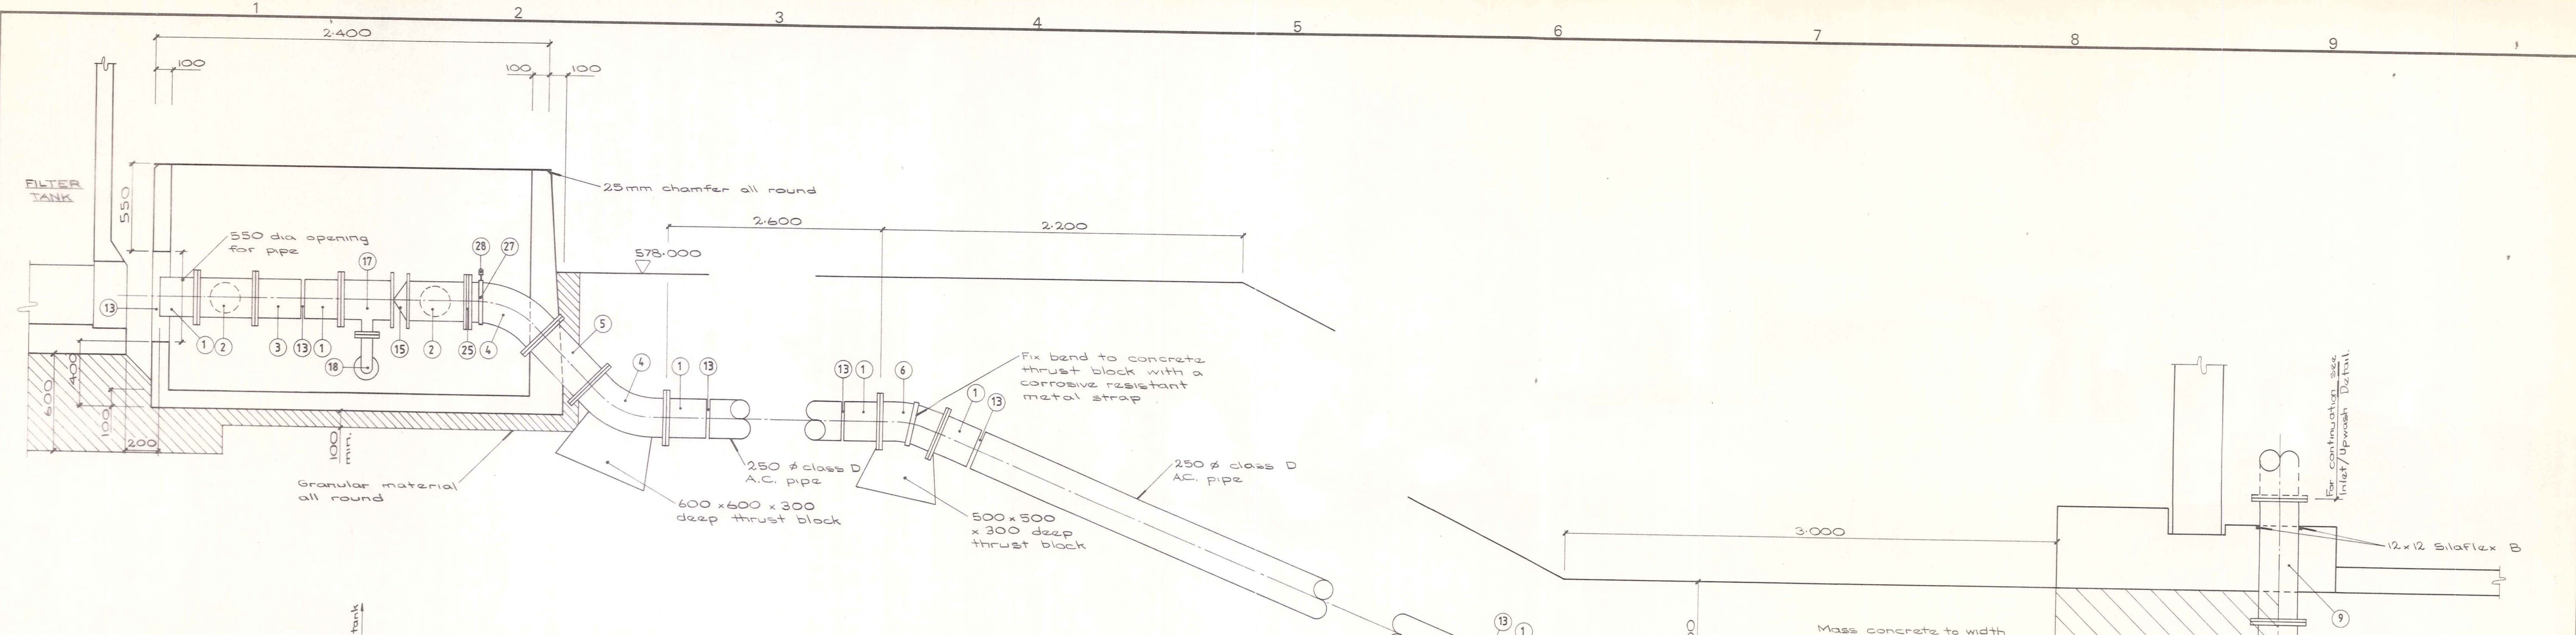 1
2
3
4
5
6
7
8
9
2·400
100
100
100
FILTER
TANK
550
550 dia opening
for pipe
25mm chamfer all round
2·600
2·200
578·000
17
28
27
13
1
2
3
13
1
15
2
25
4
18
5
4
1
13
13
1
6
1
13
Fix bend to concrete
thrust block with a
corrosive resistant
metal strap
400
600
100
200
100
min.
Granular material
all round
250 ø class D
A.C. pipe
600 x 600 x 300
deep thrust block
500 x 500
x 300 deep
thrust block
250 ø class D
A.C. pipe
3·000
For continuation see
Inlet/Upwash Detail.
12 x 12 Silaflex B
9
tank
13
1
Mass concrete to width